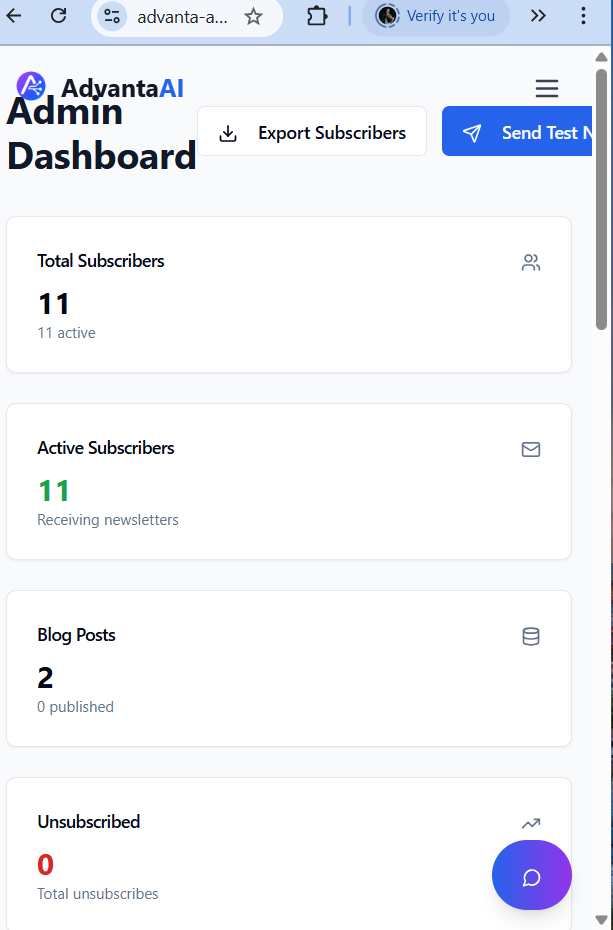 advanta-a...
Verify it's you
AdvantaAI
Admin
Dashboard
Export Subscribers
Send Test N
Total Subscribers
11
11 active
Active Subscribers
11
Receiving newsletters
Blog Posts
2
0 published
Unsubscribed
0
Total unsubscribes